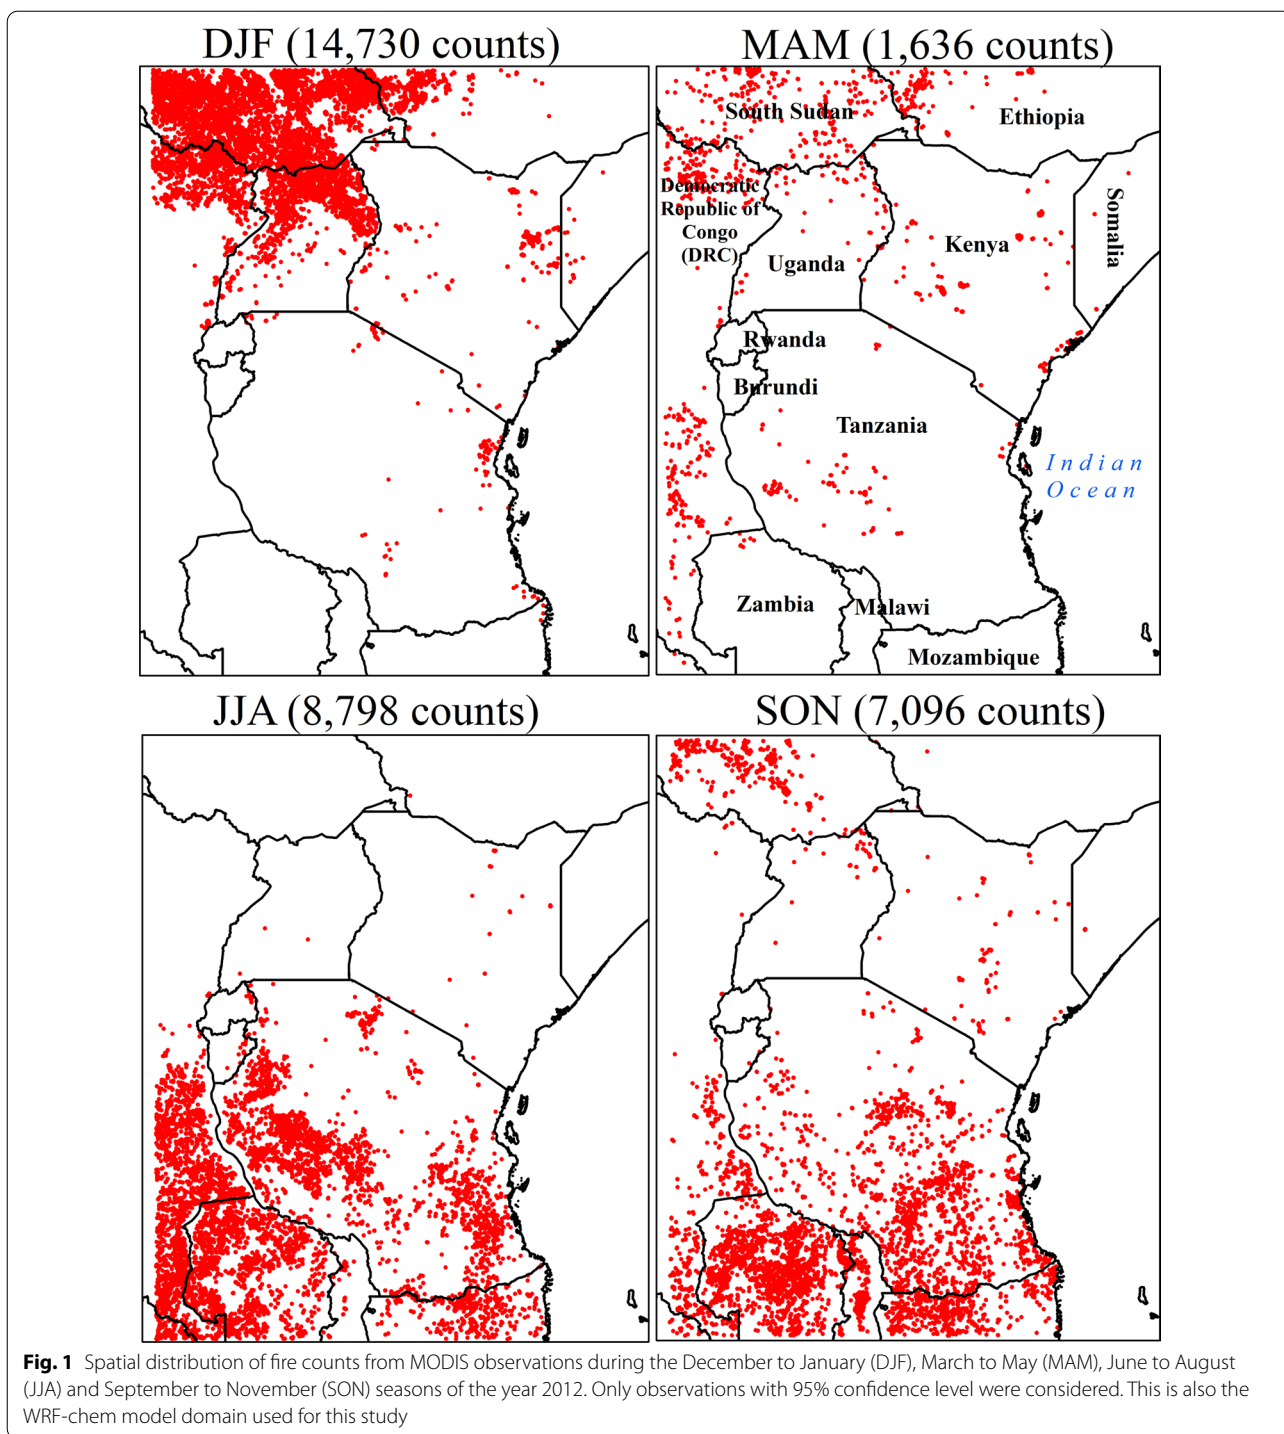 DJF (14,730 counts)
MAM (1,636 counts)
South Sudan
Ethiopia
Democratic
Republic of
Congo
(DRC)
Somalia
Kenya
Uganda
Rwanda
Burundi
Tanzania
Indian
Ocean
Zambia
Malawi
Mozambique
JJA (8,798 counts)
SON (7,096 counts)
Fig. 1 Spatial distribution of fire counts from MODIS observations during the December to January (DJF), March to May (MAM), June to August
(JJA) and September to November (SON) seasons of the year 2012. Only observations with 95% confidence level were considered. This is also the
WRF-chem model domain used for this study